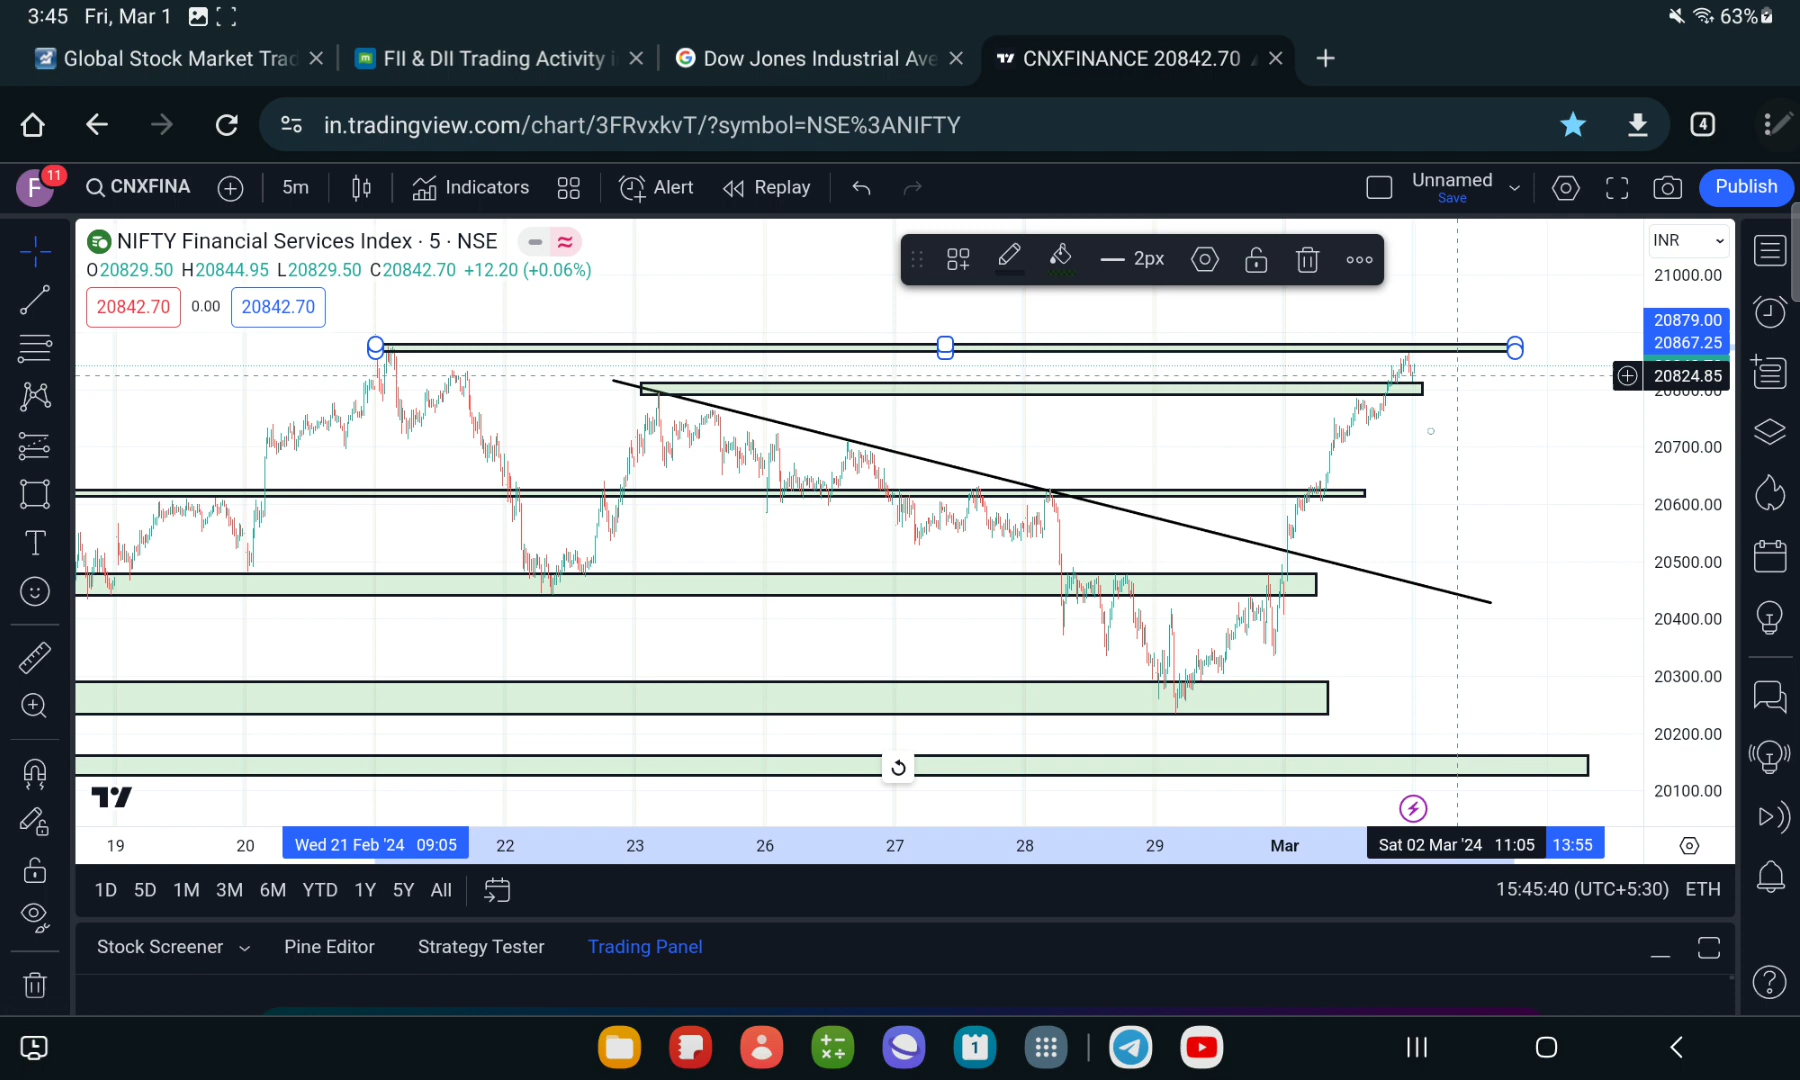 3:45 Fri, Mar 1 63%
Global Stock Market Trad FII & DII Trading Activity i Dow Jones Industrial Ave CNXFINANCE 20842.70
in.tradingview.com/chart/3FRvxkvT/?symbol=NSE%3ANIFTY 4
F 11 CNXFINA 5m Indicators Alert Replay Unnamed Save Publish
NIFTY Financial Services Index · 5 · NSE
O20829.50 H20844.95 L20829.50 C20842.70 +12.20 (+0.06%)
20842.70 0.00 20842.70
2px
INR
21000.00
20879.00
20867.25
20824.85
20800.00
20700.00
20600.00
20500.00
20400.00
20300.00
20200.00
20100.00
19 20 Wed 21 Feb '24 09:05 22 23 26 27 28 29 Mar Sat 02 Mar '24 11:05 13:55
1D 5D 1M 3M 6M YTD 1Y 5Y All 15:45:40 (UTC+5:30) ETH
Stock Screener Pine Editor Strategy Tester Trading Panel
1